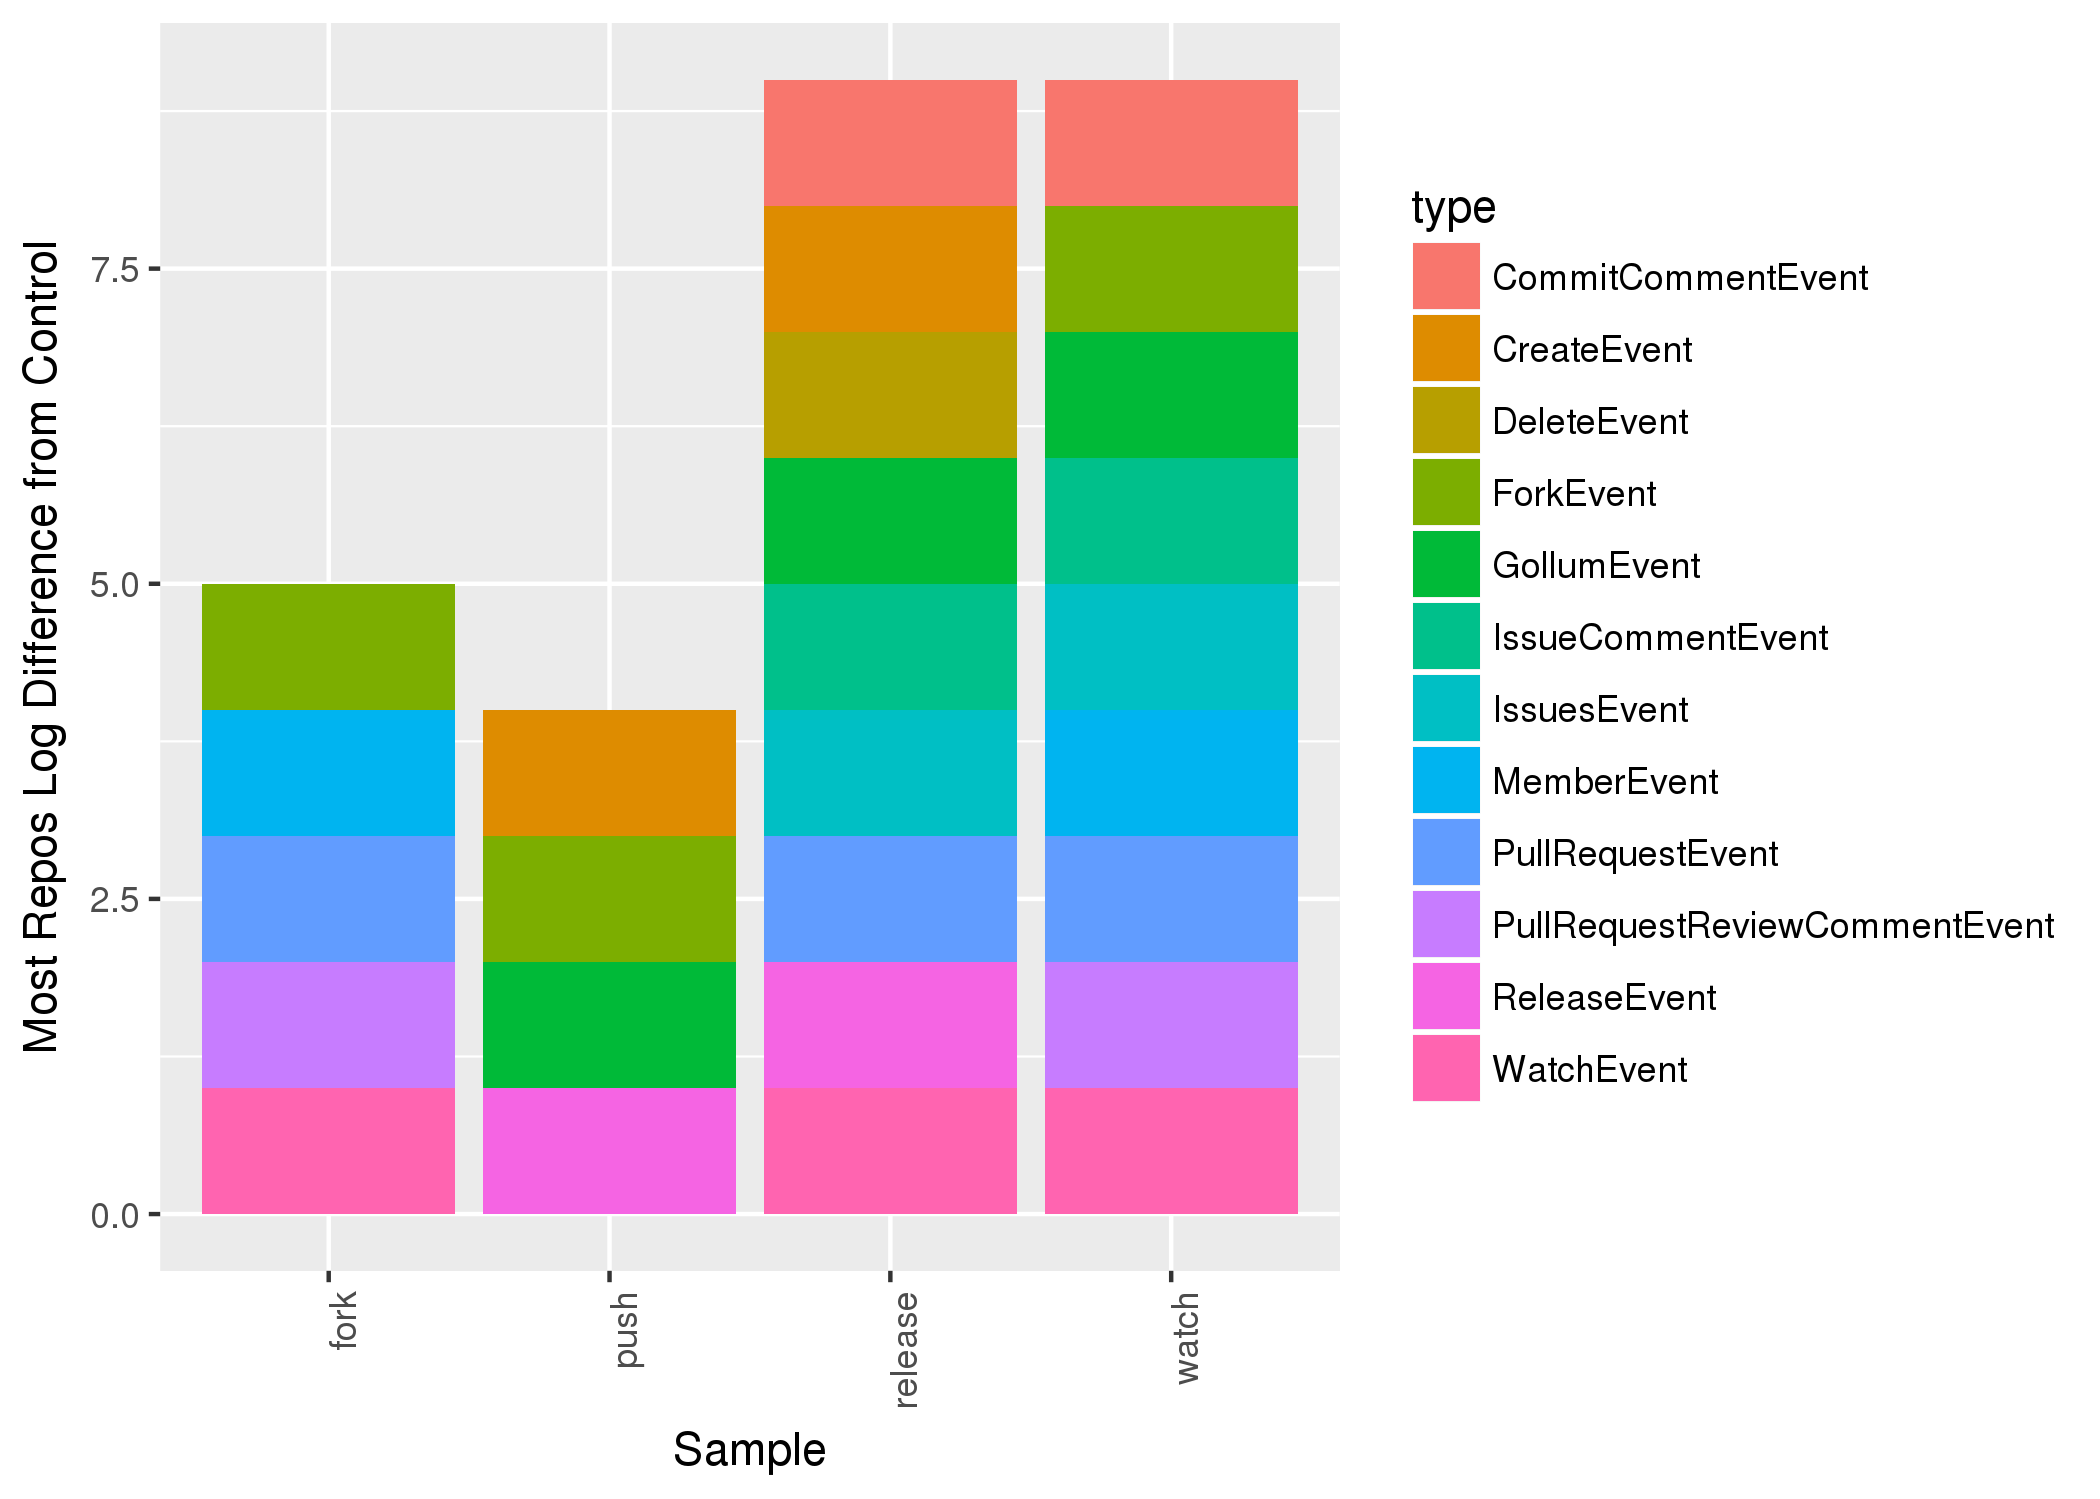 Most Repos Log Difference from Control
7.5
5.0
2.5
0.0
fork
push
release
watch
Sample
type
CommitCommentEvent
CreateEvent
DeleteEvent
ForkEvent
GollumEvent
IssueCommentEvent
IssuesEvent
MemberEvent
PullRequestEvent
PullRequestReviewCommentEvent
ReleaseEvent
WatchEvent